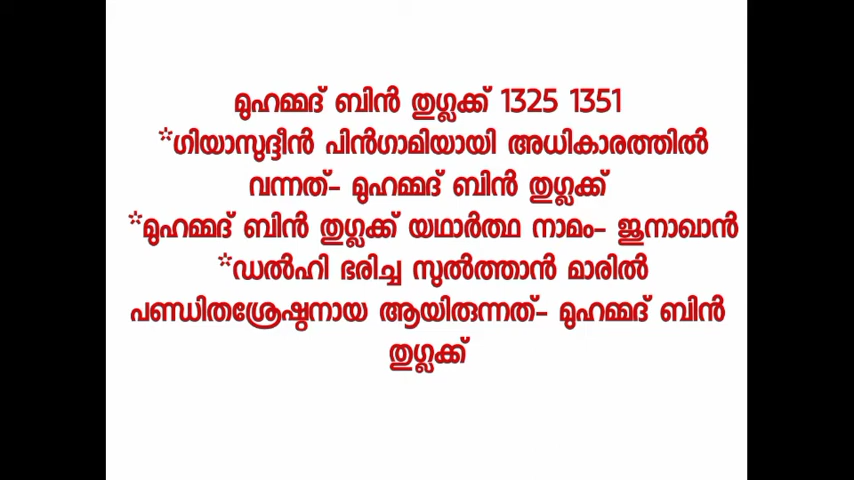 മുഹമ്മദ് ബിൻ തുഗ്ലക്ക് 1325 1351
*ഗിയാസുദ്ദീൻ പിൻഗാമിയായി അധികാരത്തിൽ
വന്നത്- മുഹമ്മദ് ബിൻ തുഗ്ലക്ക്
*മുഹമ്മദ് ബിൻ തുഗ്ലക്ക് യഥാർത്ഥ നാമം- ജുനാഖാൻ
*ഡൽഹി ഭരിച്ച സുൽത്താൻ മാരിൽ
പണ്ഡിതശ്രേഷ്ഠനായ ആയിരുന്നത്- മുഹമ്മദ് ബിൻ
തുഗ്ലക്ക്